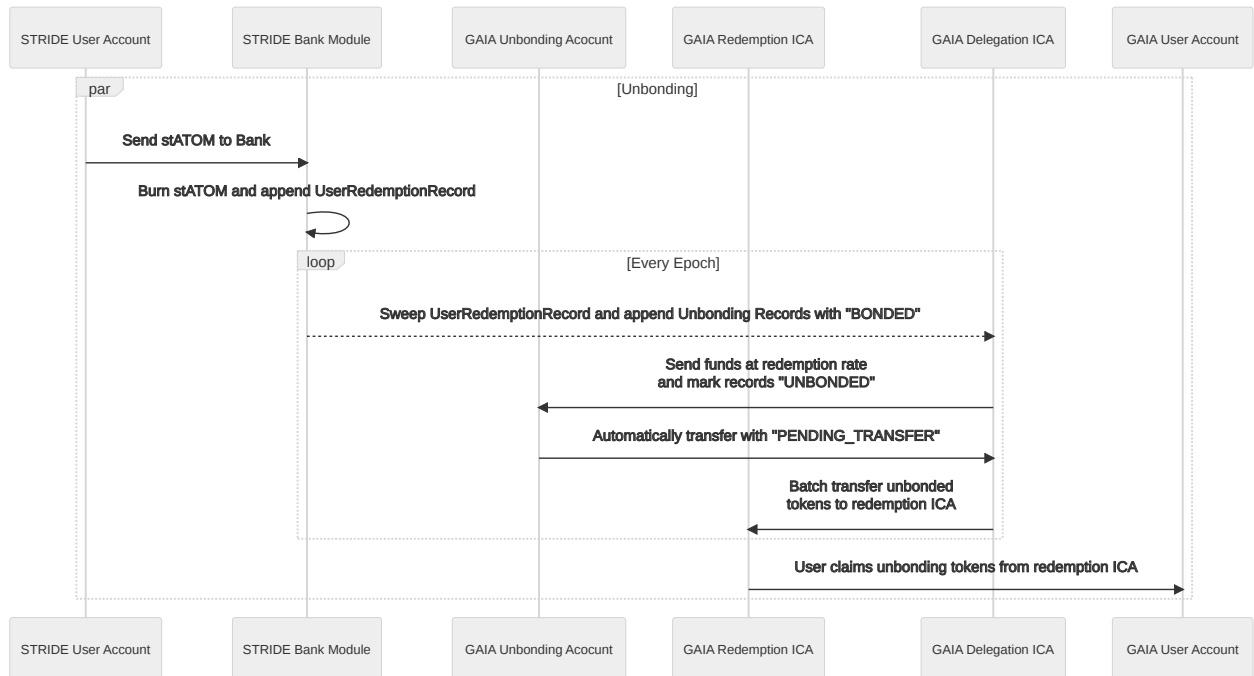 STRIDE User Account
STRIDE Bank Module
GAIA Unbonding Acocunt
GAIA Redemption ICA
GAIA Delegation ICA
GAIA User Account
par
[Unbonding]
Send stATOM to Bank
Burn stATOM and append UserRedemptionRecord
loop
[Every Epoch]
Sweep UserRedemptionRecord and append Unbonding Records with "BONDED"
Send funds at redemption rate
and mark records "UNBONDED"
Automatically transfer with "PENDING_TRANSFER"
Batch transfer unbonded
tokens to redemption ICA
User claims unbonding tokens from redemption ICA
STRIDE User Account
STRIDE Bank Module
GAIA Unbonding Acocunt
GAIA Redemption ICA
GAIA Delegation ICA
GAIA User Account